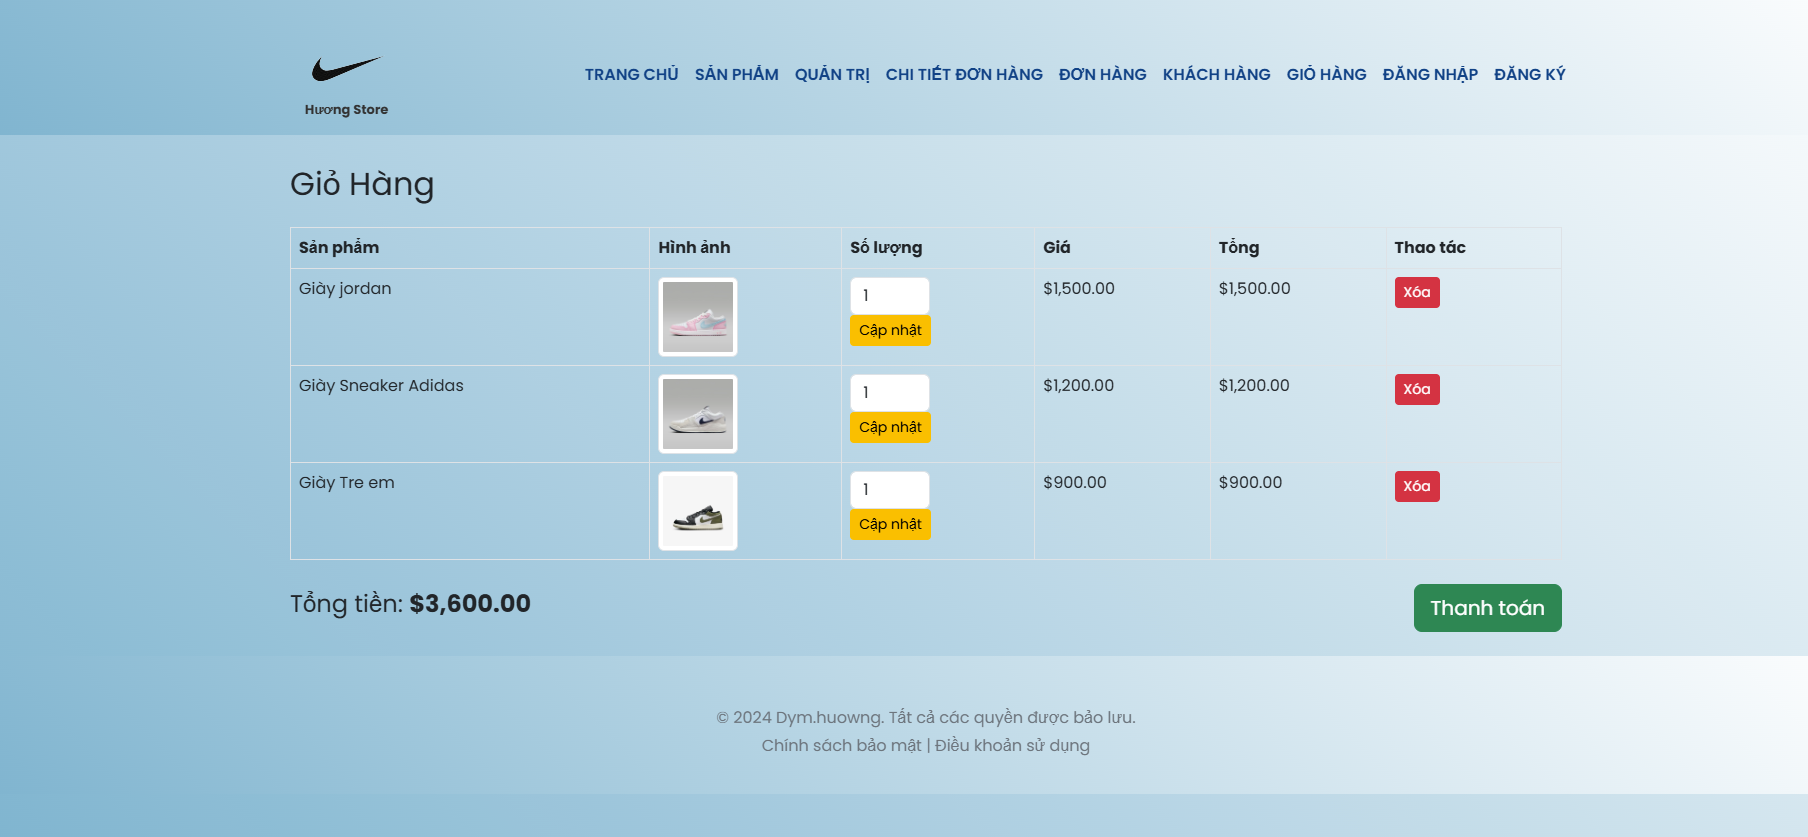 Hương Store
TRANG CHỦ SẢN PHẨM QUẢN TRỊ CHI TIẾT ĐƠN HÀNG ĐƠN HÀNG KHÁCH HÀNG GIỎ HÀNG ĐĂNG NHẬP ĐĂNG KÝ
Giỏ Hàng
Sản phẩm Hình ảnh Số lượng Giá Tổng Thao tác
Giày jordan 1 $1,500.00 $1,500.00 Xóa
Cập nhật
Giày Sneaker Adidas 1 $1,200.00 $1,200.00 Xóa
Cập nhật
Giày Tre em 1 $900.00 $900.00 Xóa
Cập nhật
Tổng tiền: $3,600.00 Thanh toán
© 2024 Dym.huowng. Tất cả các quyền được bảo lưu.
Chính sách bảo mật | Điều khoản sử dụng